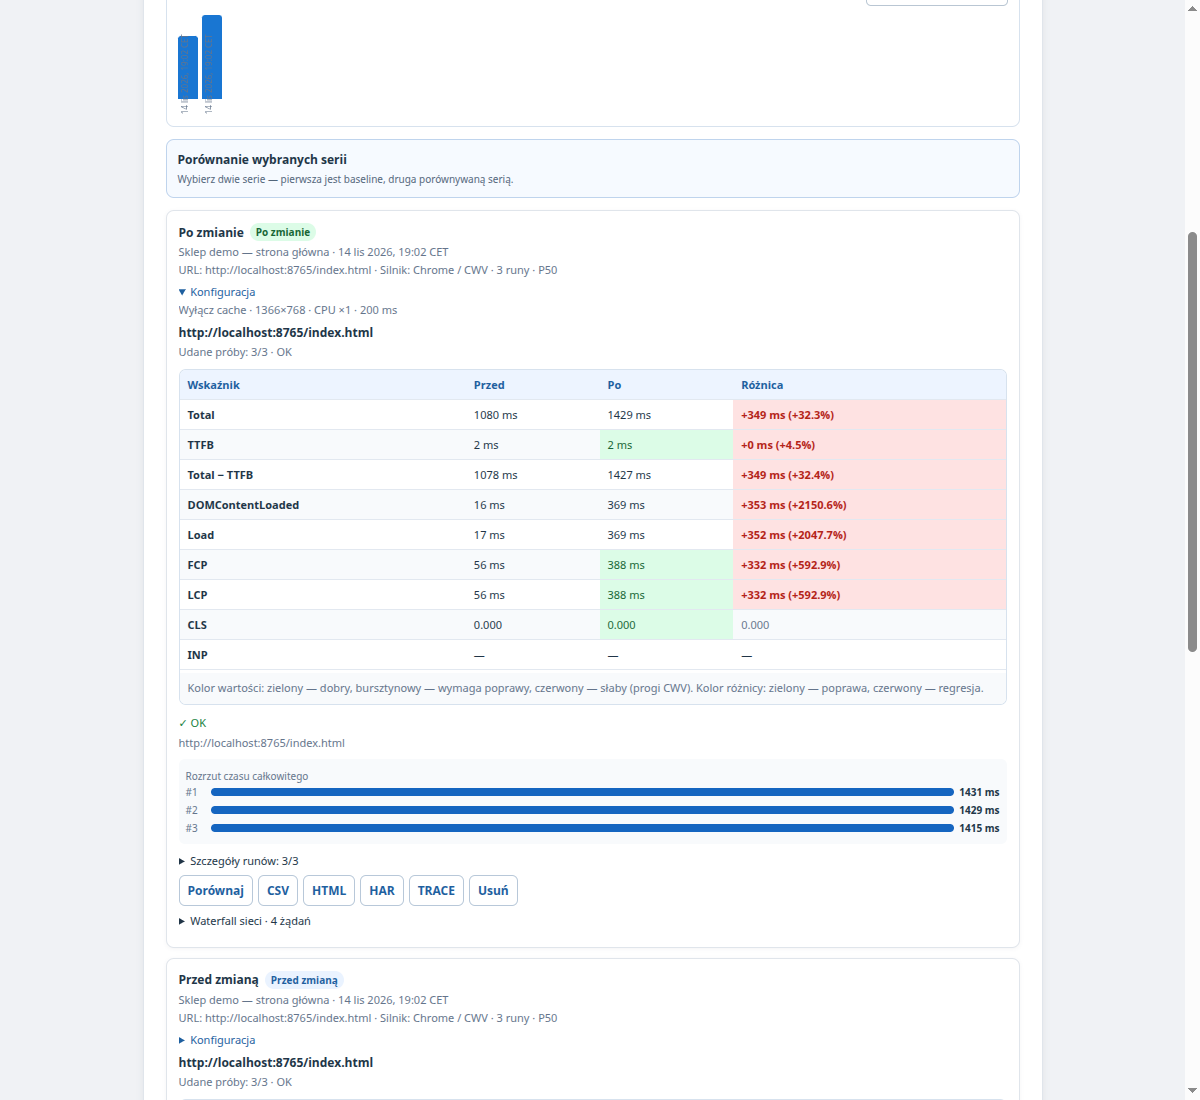 14
14
Porównanie wybranych serii
Wybierz dwie serie — pierwsza jest baseline, druga porównywaną serią.
Po zmianie Po zmianie
Sklep demo — strona główna · 14 lis 2026, 19:02 CET
URL: http://localhost:8765/index.html · Silnik: Chrome / CWV · 3 runy · P50
▼ Konfiguracja
Wyłącz cache · 1366×768 · CPU ×1 · 200 ms
http://localhost:8765/index.html
Udane próby: 3/3 · OK
Wskaźnik Przed Po Różnica
Total 1080 ms 1429 ms +349 ms (+32.3%)
TTFB 2 ms 2 ms +0 ms (+4.5%)
Total − TTFB 1078 ms 1427 ms +349 ms (+32.4%)
DOMContentLoaded 16 ms 369 ms +353 ms (+2150.6%)
Load 17 ms 369 ms +352 ms (+2047.7%)
FCP 56 ms 388 ms +332 ms (+592.9%)
LCP 56 ms 388 ms +332 ms (+592.9%)
CLS 0.000 0.000 0.000
INP — — —
Kolor wartości: zielony — dobry, bursztynowy — wymaga poprawy, czerwony — słaby (progi CWV). Kolor różnicy: zielony — poprawa, czerwony — regresja.
✓ OK
http://localhost:8765/index.html
Rozrzut czasu całkowitego
#1 1431 ms
#2 1429 ms
#3 1415 ms
▶ Szczegóły runów: 3/3
Porównaj CSV HTML HAR TRACE Usuń
▶ Waterfall sieci · 4 żądań
Przed zmianą Przed zmianą
Sklep demo — strona główna · 14 lis 2026, 19:02 CET
URL: http://localhost:8765/index.html · Silnik: Chrome / CWV · 3 runy · P50
▶ Konfiguracja
http://localhost:8765/index.html
Udane próby: 3/3 · OK